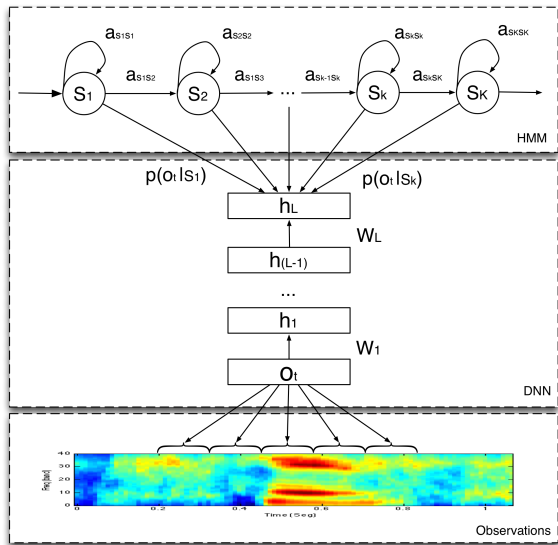 aS1S1 aS2S2 aSkSk aSKSK
S1 aS1S2 S2 aS1S3 ... aSk-1Sk Sk aSkSK SK
HMM
p(ot|S1) p(ot|Sk)
hL
WL
h(L-1)
...
h1
W1
ot
DNN
40
30
20
10
0
Freq [band]
0 0.2 0.4 0.6 0.8 1
Time (Seg)
Observations